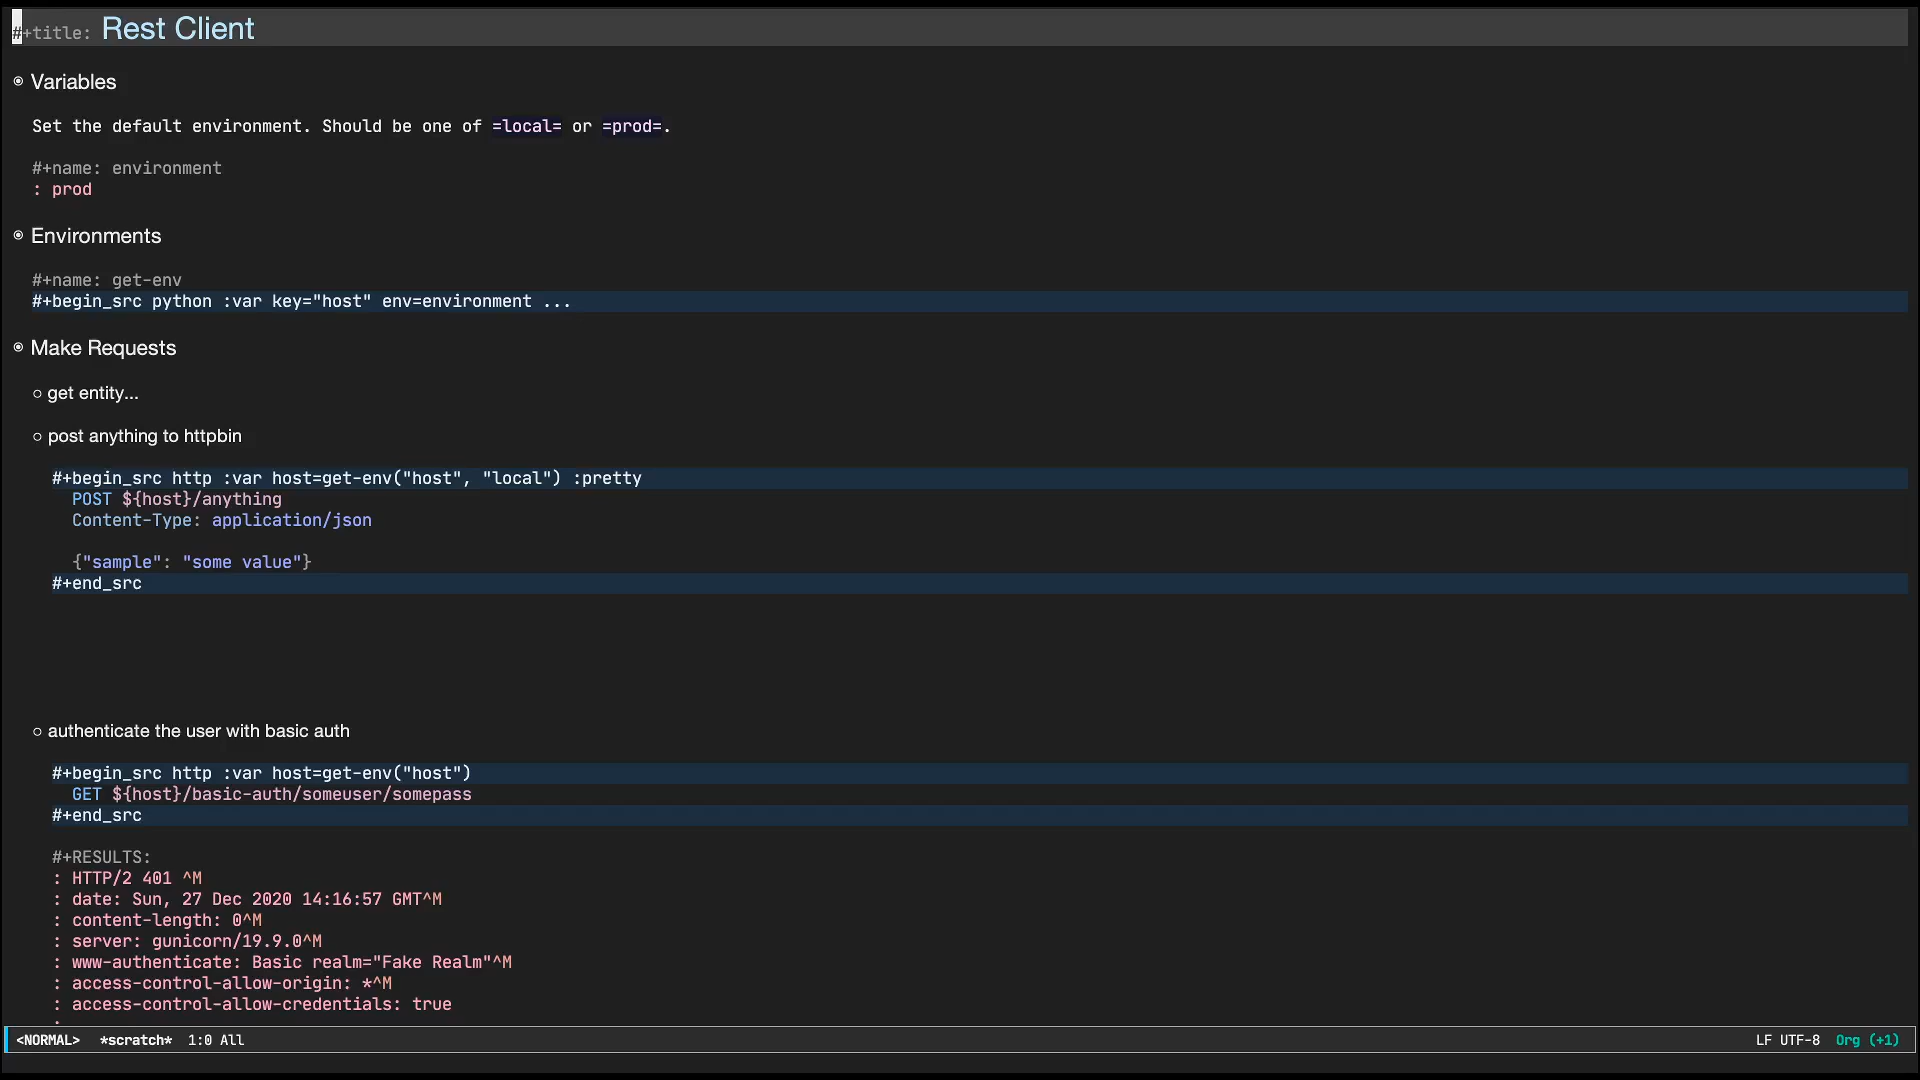 #+title: Rest Client
Variables
Set the default environment. Should be one of =local= or =prod=.
#+name: environment
: prod
Environments
#+name: get-env
#+begin_src python :var key="host" env=environment ...
Make Requests
get entity...
post anything to httpbin
#+begin_src http :var host=get-env("host", "local") :pretty
POST ${host}/anything
Content-Type: application/json
{"sample": "some value"}
#+end_src
authenticate the user with basic auth
#+begin_src http :var host=get-env("host")
GET ${host}/basic-auth/someuser/somepass
#+end_src
#+RESULTS:
: HTTP/2 401 ^M
: date: Sun, 27 Dec 2020 14:16:57 GMT^M
: content-length: 0^M
: server: gunicorn/19.9.0^M
: www-authenticate: Basic realm="Fake Realm"^M
: access-control-allow-origin: *^M
: access-control-allow-credentials: true
<NORMAL> *scratch* 1:0 All LF UTF-8 Org (+1)